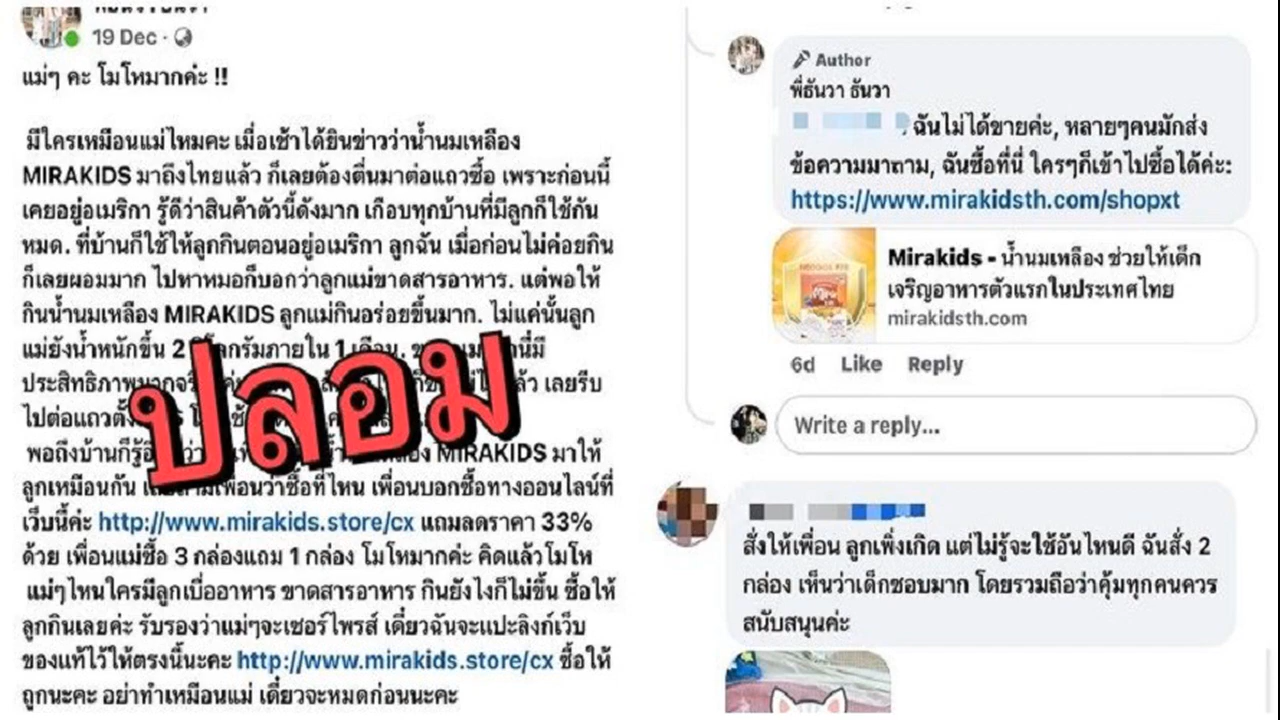 19 Dec ·
แม่ๆ คะ โมโหมากค่ะ !!
มีใครเหมือนแม่ไหมคะ เมื่อเช้าได้ยินข่าวว่าน้ำนมเหลือง
MIRAKIDS มาถึงไทยแล้ว ก็เลยต้องตื่นมาต่อแถวซื้อ เพราะก่อนนี้
เคยอยู่อเมริกา รู้ดีว่าสินค้าตัวนี้ดังมาก เกือบทุกบ้านที่มีลูกก็ใช้กัน
หมด. ที่บ้านก็ใช้ให้ลูกกินตอนอยู่อเมริกา ลูกฉัน เมื่อก่อนไม่ค่อยกิน
ก็เลยผอมมาก ไปหาหมอก็บอกว่าลูกแม่ขาดสารอาหาร. แต่พอให้
กินน้ำนมเหลือง MIRAKIDS ลูกแม่กินอร่อยขึ้นมาก. ไม่แค่นั้นลูก
แม่ยังน้ำหนักขึ้น 2 ภายใน 1
ประสิทธิภาพ เลยรีบ
ไปต่อแถว
ปลอม
พอถึงบ้านก็รู้ MIRAKIDS มาให้
ลูกเหมือนกัน เพื่อนว่าซื้อที่ไหน เพื่อนบอกซื้อทางออนไลน์ที่
เว็บนี้ค่ะ http://www.mirakids.store/cx แถมลดราคา 33%
ด้วย เพื่อนแม่ซื้อ 3 กล่องแถม 1 กล่อง โมโหมากค่ะ คิดแล้วโมโห
แม่ๆไหนใครมีลูกเบื่ออาหาร ขาดสารอาหาร กินยังไงก็ไม่ขึ้น ซื้อให้
ลูกกินเลยค่ะ รับรองว่าแม่ๆจะเซอร์ไพรส์ เดี๋ยวฉันจะแปะลิงก์เว็บ
ของแท้ไว้ให้ตรงนี้นะคะ http://www.mirakids.store/cx ซื้อให้
ถูกนะคะ อย่าทำเหมือนแม่ เดี๋ยวจะหมดก่อนนะคะ
Author
พี่ธันวา ธันวา
ฉันไม่ได้ขายค่ะ, หลายๆคนมักส่ง
ข้อความมาถาม, ฉันซื้อที่นี่ ใครๆก็เข้าไปซื้อได้ค่ะ:
https://www.mirakidsth.com/shopxt
Mirakids - น้ำนมเหลือง ช่วยให้เด็ก
เจริญอาหารตัวแรกในประเทศไทย
mirakidsth.com
6d Like Reply
Write a reply...
สั่งให้เพื่อน ลูกเพิ่งเกิด แต่ไม่รู้จะใช้อันไหนดี ฉันสั่ง 2
กล่อง เห็นว่าเด็กชอบมาก โดยรวมถือว่าคุ้มทุกคนควร
สนับสนุนค่ะ